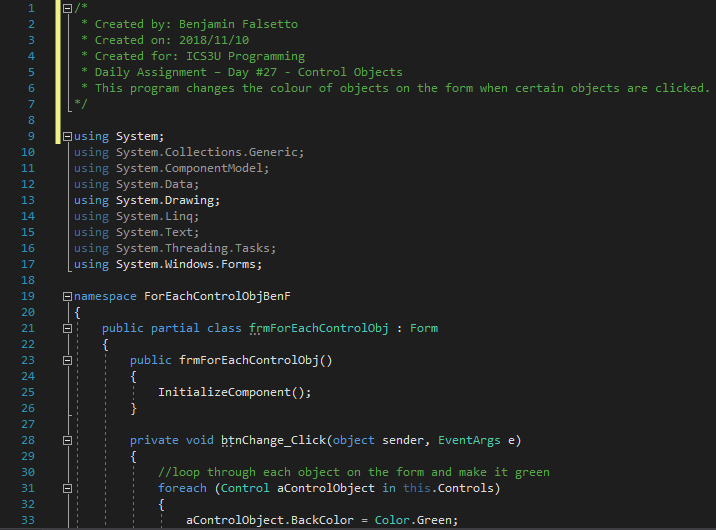 1 /*
2  * Created by: Benjamin Falsetto
3  * Created on: 2018/11/10
4  * Created for: ICS3U Programming
5  * Daily Assignment – Day #27 - Control Objects
6  * This program changes the colour of objects on the form when certain objects are clicked.
7 */
8
9 using System;
10 using System.Collections.Generic;
11 using System.ComponentModel;
12 using System.Data;
13 using System.Drawing;
14 using System.Linq;
15 using System.Text;
16 using System.Threading.Tasks;
17 using System.Windows.Forms;
18
19 namespace ForEachControlObjBenF
20 {
21     public partial class frmForEachControlObj : Form
22     {
23         public frmForEachControlObj()
24         {
25             InitializeComponent();
26         }
27
28         private void btnChange_Click(object sender, EventArgs e)
29         {
30             //loop through each object on the form and make it green
31             foreach (Control aControlObject in this.Controls)
32             {
33                 aControlObject.BackColor = Color.Green;